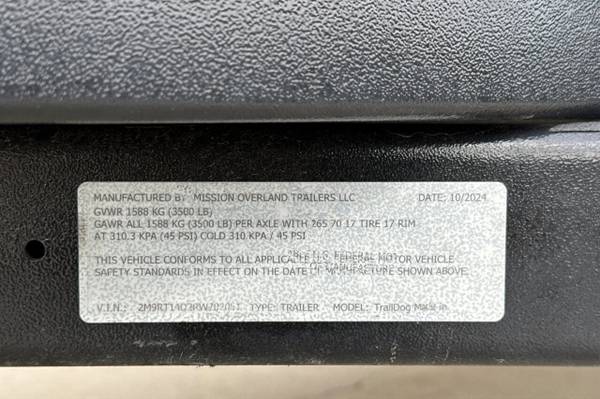 MANUFACTURED BY: MISSION OVERLAND TRAILERS LLC DATE: 10/2024
GVWR 1588 KG (3500 LB)
GAWR ALL 1588 KG (3500 LB) PER AXLE WITH 265 70 17 TIRE 17 RIM
AT 310.3 KPA (45 PSI) COLD 310 KPA / 45 PSI
THIS VEHICLE CONFORMS TO ALL APPLICABLE U.S. FEDERAL MOTOR VEHICLE
SAFETY STANDARDS IN EFFECT ON THE DATE OF MANUFACTURE SHOWN ABOVE.
V.I.N.: TYPE: TRAILER MODEL: TrailDog